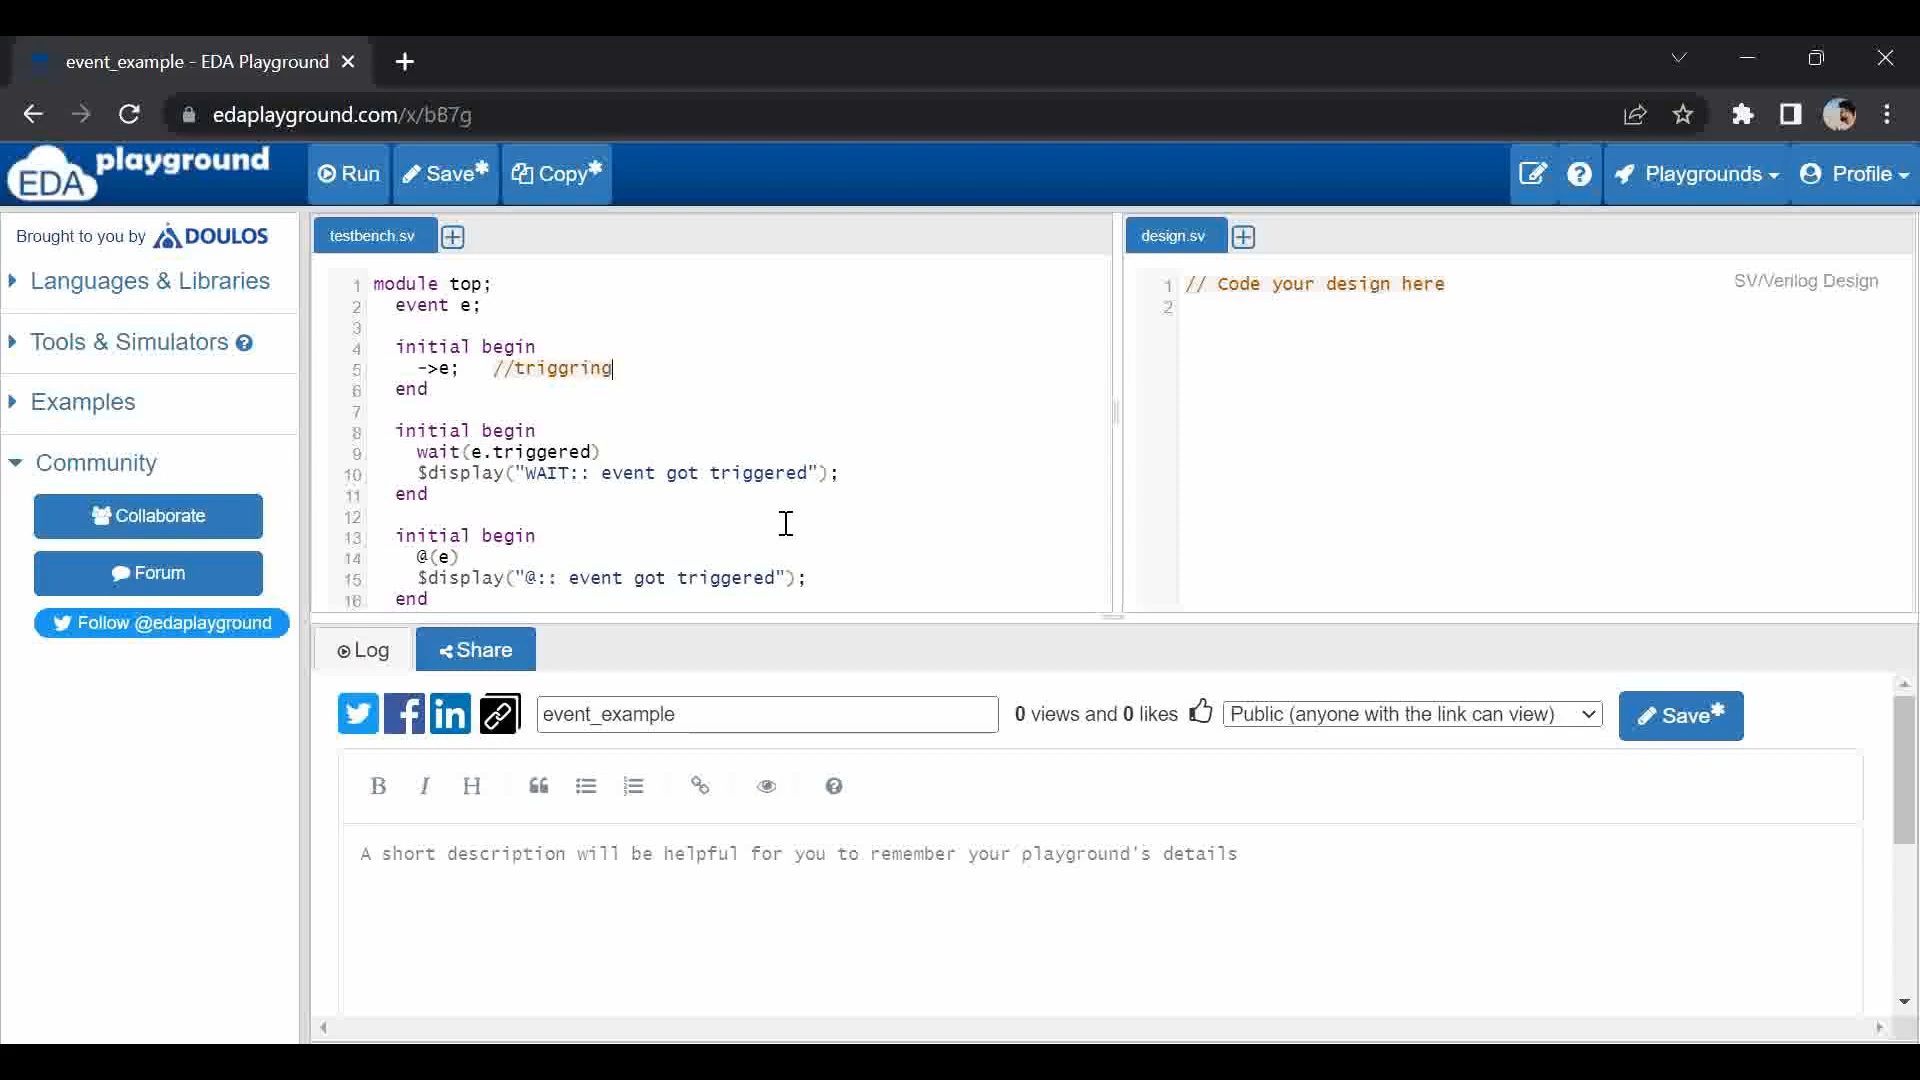 event_example - EDA Playground
edaplayground.com/x/bB7g
EDA playground
Run
Save*
Copy*
Playgrounds
Profile
Brought to you by DOULOS
Languages & Libraries
Tools & Simulators
Examples
Community
Collaborate
Forum
Follow @edaplayground
testbench.sv
1 module top;
2 event e;
3
4 initial begin
5 ->e; //triggring
6 end
7
8 initial begin
9 wait(e.triggered)
10 $display("WAIT:: event got triggered");
11 end
12
13 initial begin
14 @(e)
15 $display("@:: event got triggered");
16 end
design.sv
SV/Verilog Design
1 // Code your design here
2
Log
Share
event_example
0 views and 0 likes
Public (anyone with the link can view)
Save*
B I H
A short description will be helpful for you to remember your playground's details